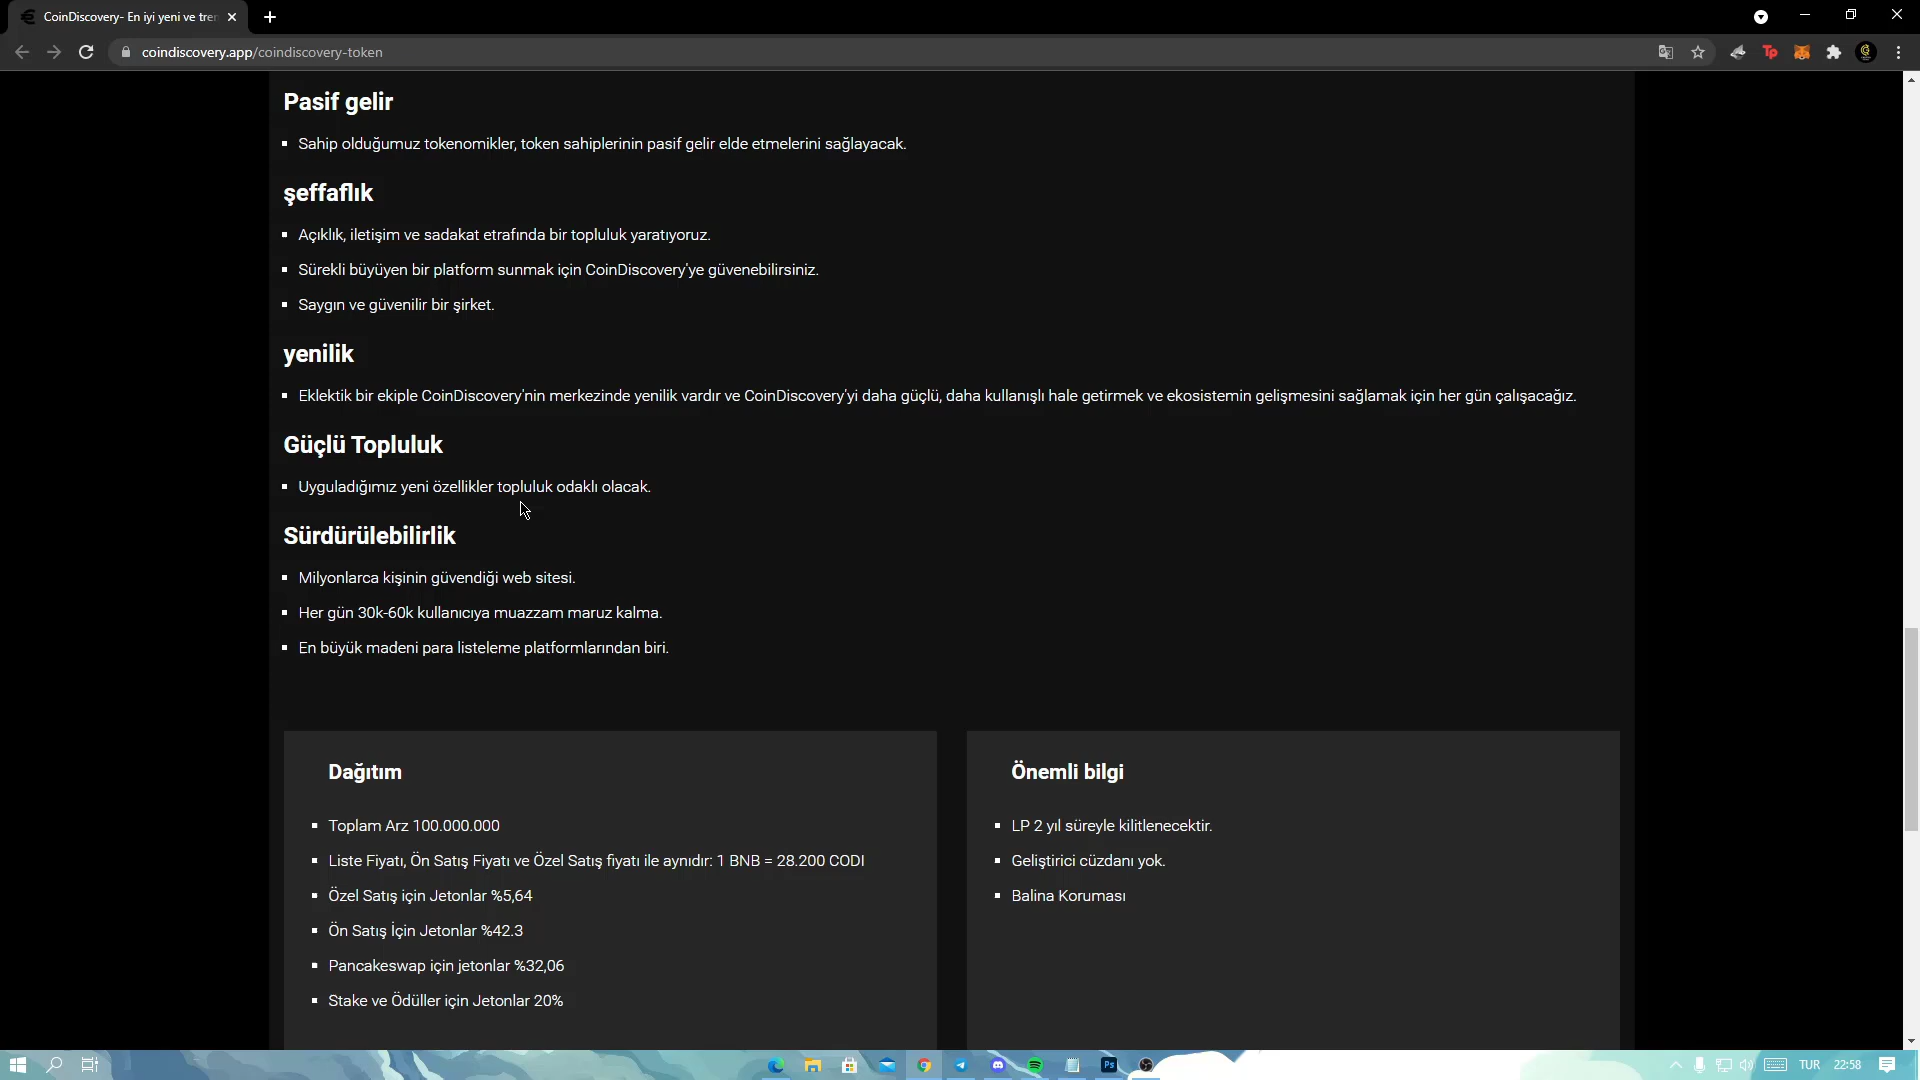 CoinDiscovery- En iyi yeni ve tren
coindiscovery.app/coindiscovery-token
Tp
Pasif gelir
Sahip olduğumuz tokenomikler, token sahiplerinin pasif gelir elde etmelerini sağlayacak.
şeffaflık
Açıklık, iletişim ve sadakat etrafında bir topluluk yaratıyoruz.
Sürekli büyüyen bir platform sunmak için CoinDiscovery'ye güvenebilirsiniz.
Saygın ve güvenilir bir şirket.
yenilik
Eklektik bir ekiple CoinDiscovery'nin merkezinde yenilik vardır ve CoinDiscovery'yi daha güçlü, daha kullanışlı hale getirmek ve ekosistemin gelişmesini sağlamak için her gün çalışacağız.
Güçlü Topluluk
Uyguladığımız yeni özellikler topluluk odaklı olacak.
Sürdürülebilirlik
Milyonlarca kişinin güvendiği web sitesi.
Her gün 30k-60k kullanıcıya muazzam maruz kalma.
En büyük madeni para listeleme platformlarından biri.
Dağıtım
Toplam Arz 100.000.000
Liste Fiyatı, Ön Satış Fiyatı ve Özel Satış fiyatı ile aynıdır: 1 BNB = 28.200 CODI
Özel Satış için Jetonlar %5,64
Ön Satış İçin Jetonlar %42.3
Pancakeswap için jetonlar %32,06
Stake ve Ödüller için Jetonlar 20%
Önemli bilgi
LP 2 yıl süreyle kilitlenecektir.
Geliştirici cüzdanı yok.
Balina Koruması
Ps
TUR
22:58